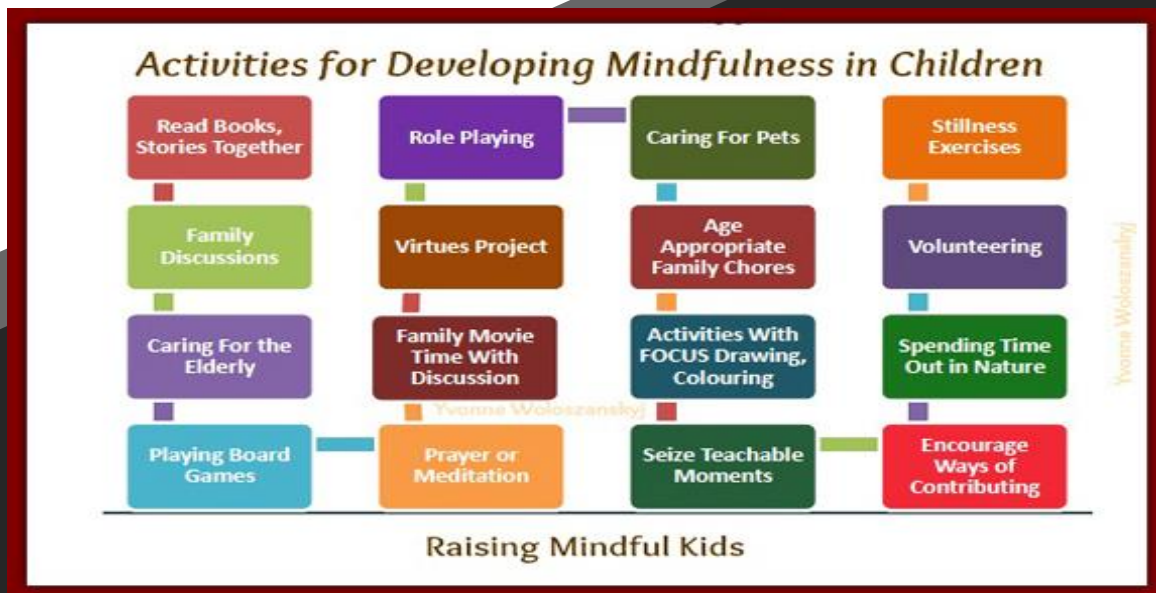 Activities for Developing Mindfulness in Children
Read Books,
Stories Together
Family
Discussions
Caring For the
Elderly
Playing Board
Games
Prayer or
Meditation
Family Movie
Time With
Discussion
Virtues Project
Role Playing
Caring For Pets
Age
Appropriate
Family Chores
Activities With
FOCUS Drawing,
Colouring
Seize Teachable
Moments
Encourage
Ways of
Contributing
Spending Time
Out in Nature
Volunteering
Stillness
Exercises
Yvonne Woloszanskyj
Yvonne Woloszanskyj
Raising Mindful Kids